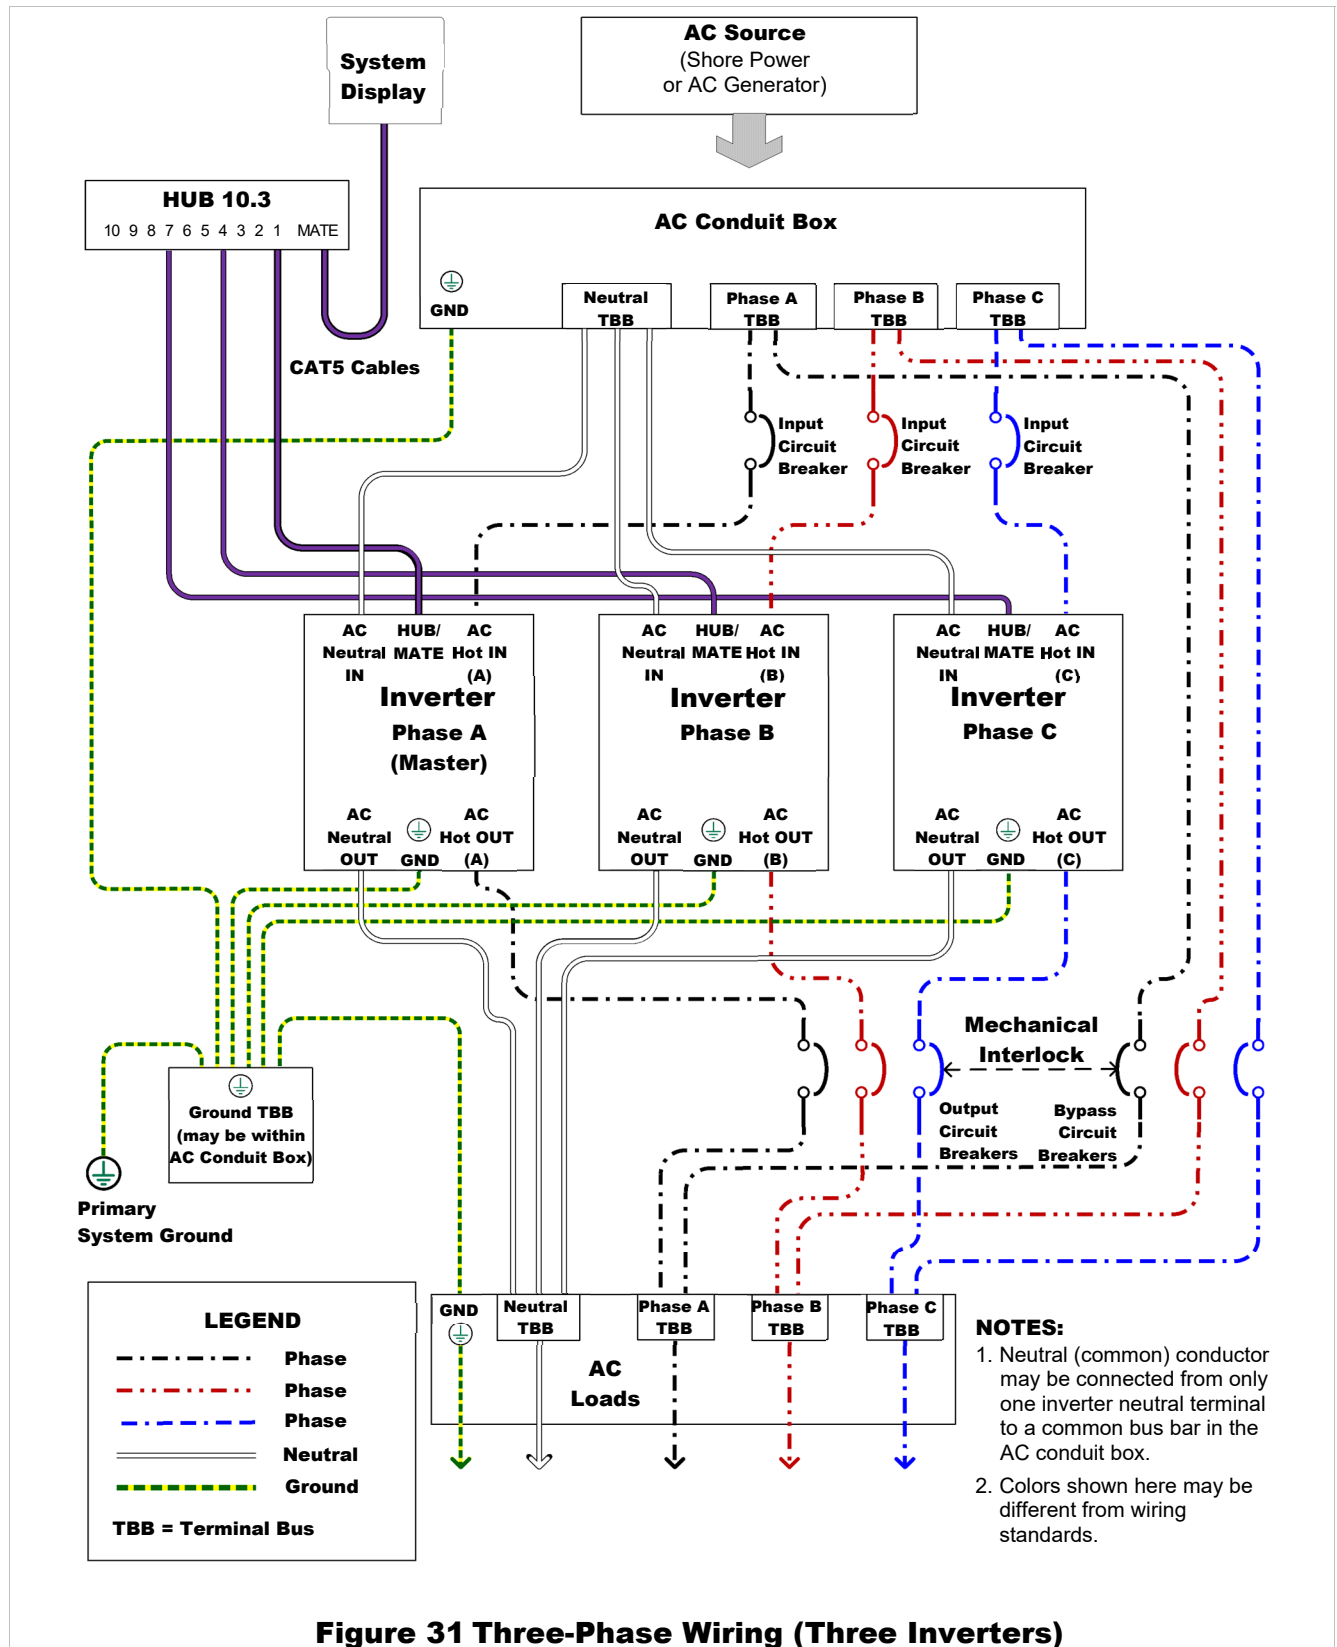 System
Display
AC Source
(Shore Power
or AC Generator)
HUB 10.3
10 9 8 7 6 5 4 3 2 1 MATE
AC Conduit Box
GND
Neutral
TBB
Phase A
TBB
Phase B
TBB
Phase C
TBB
CAT5 Cables
Input
Circuit
Breaker
Input
Circuit
Breaker
Input
Circuit
Breaker
AC
Neutral
IN
HUB/
MATE
AC
Hot IN
(A)
Inverter
Phase A
(Master)
AC
Neutral
OUT
GND
AC
Hot OUT
(A)
AC
Neutral
IN
HUB/
MATE
AC
Hot IN
(B)
Inverter
Phase B
AC
Neutral
OUT
GND
AC
Hot OUT
(B)
AC
Neutral
IN
HUB/
MATE
AC
Hot IN
(C)
Inverter
Phase C
AC
Neutral
OUT
GND
AC
Hot OUT
(C)
Mechanical
Interlock
Output
Circuit
Breakers
Bypass
Circuit
Breakers
Ground TBB
(may be within
AC Conduit Box)
Primary
System Ground
LEGEND
Phase
Phase
Phase
Neutral
Ground
TBB = Terminal Bus
GND
Neutral
TBB
Phase A
TBB
Phase B
TBB
Phase C
TBB
AC
Loads
NOTES:
1. Neutral (common) conductor
may be connected from only
one inverter neutral terminal
to a common bus bar in the
AC conduit box.
2. Colors shown here may be
different from wiring
standards.
Figure 31 Three-Phase Wiring (Three Inverters)